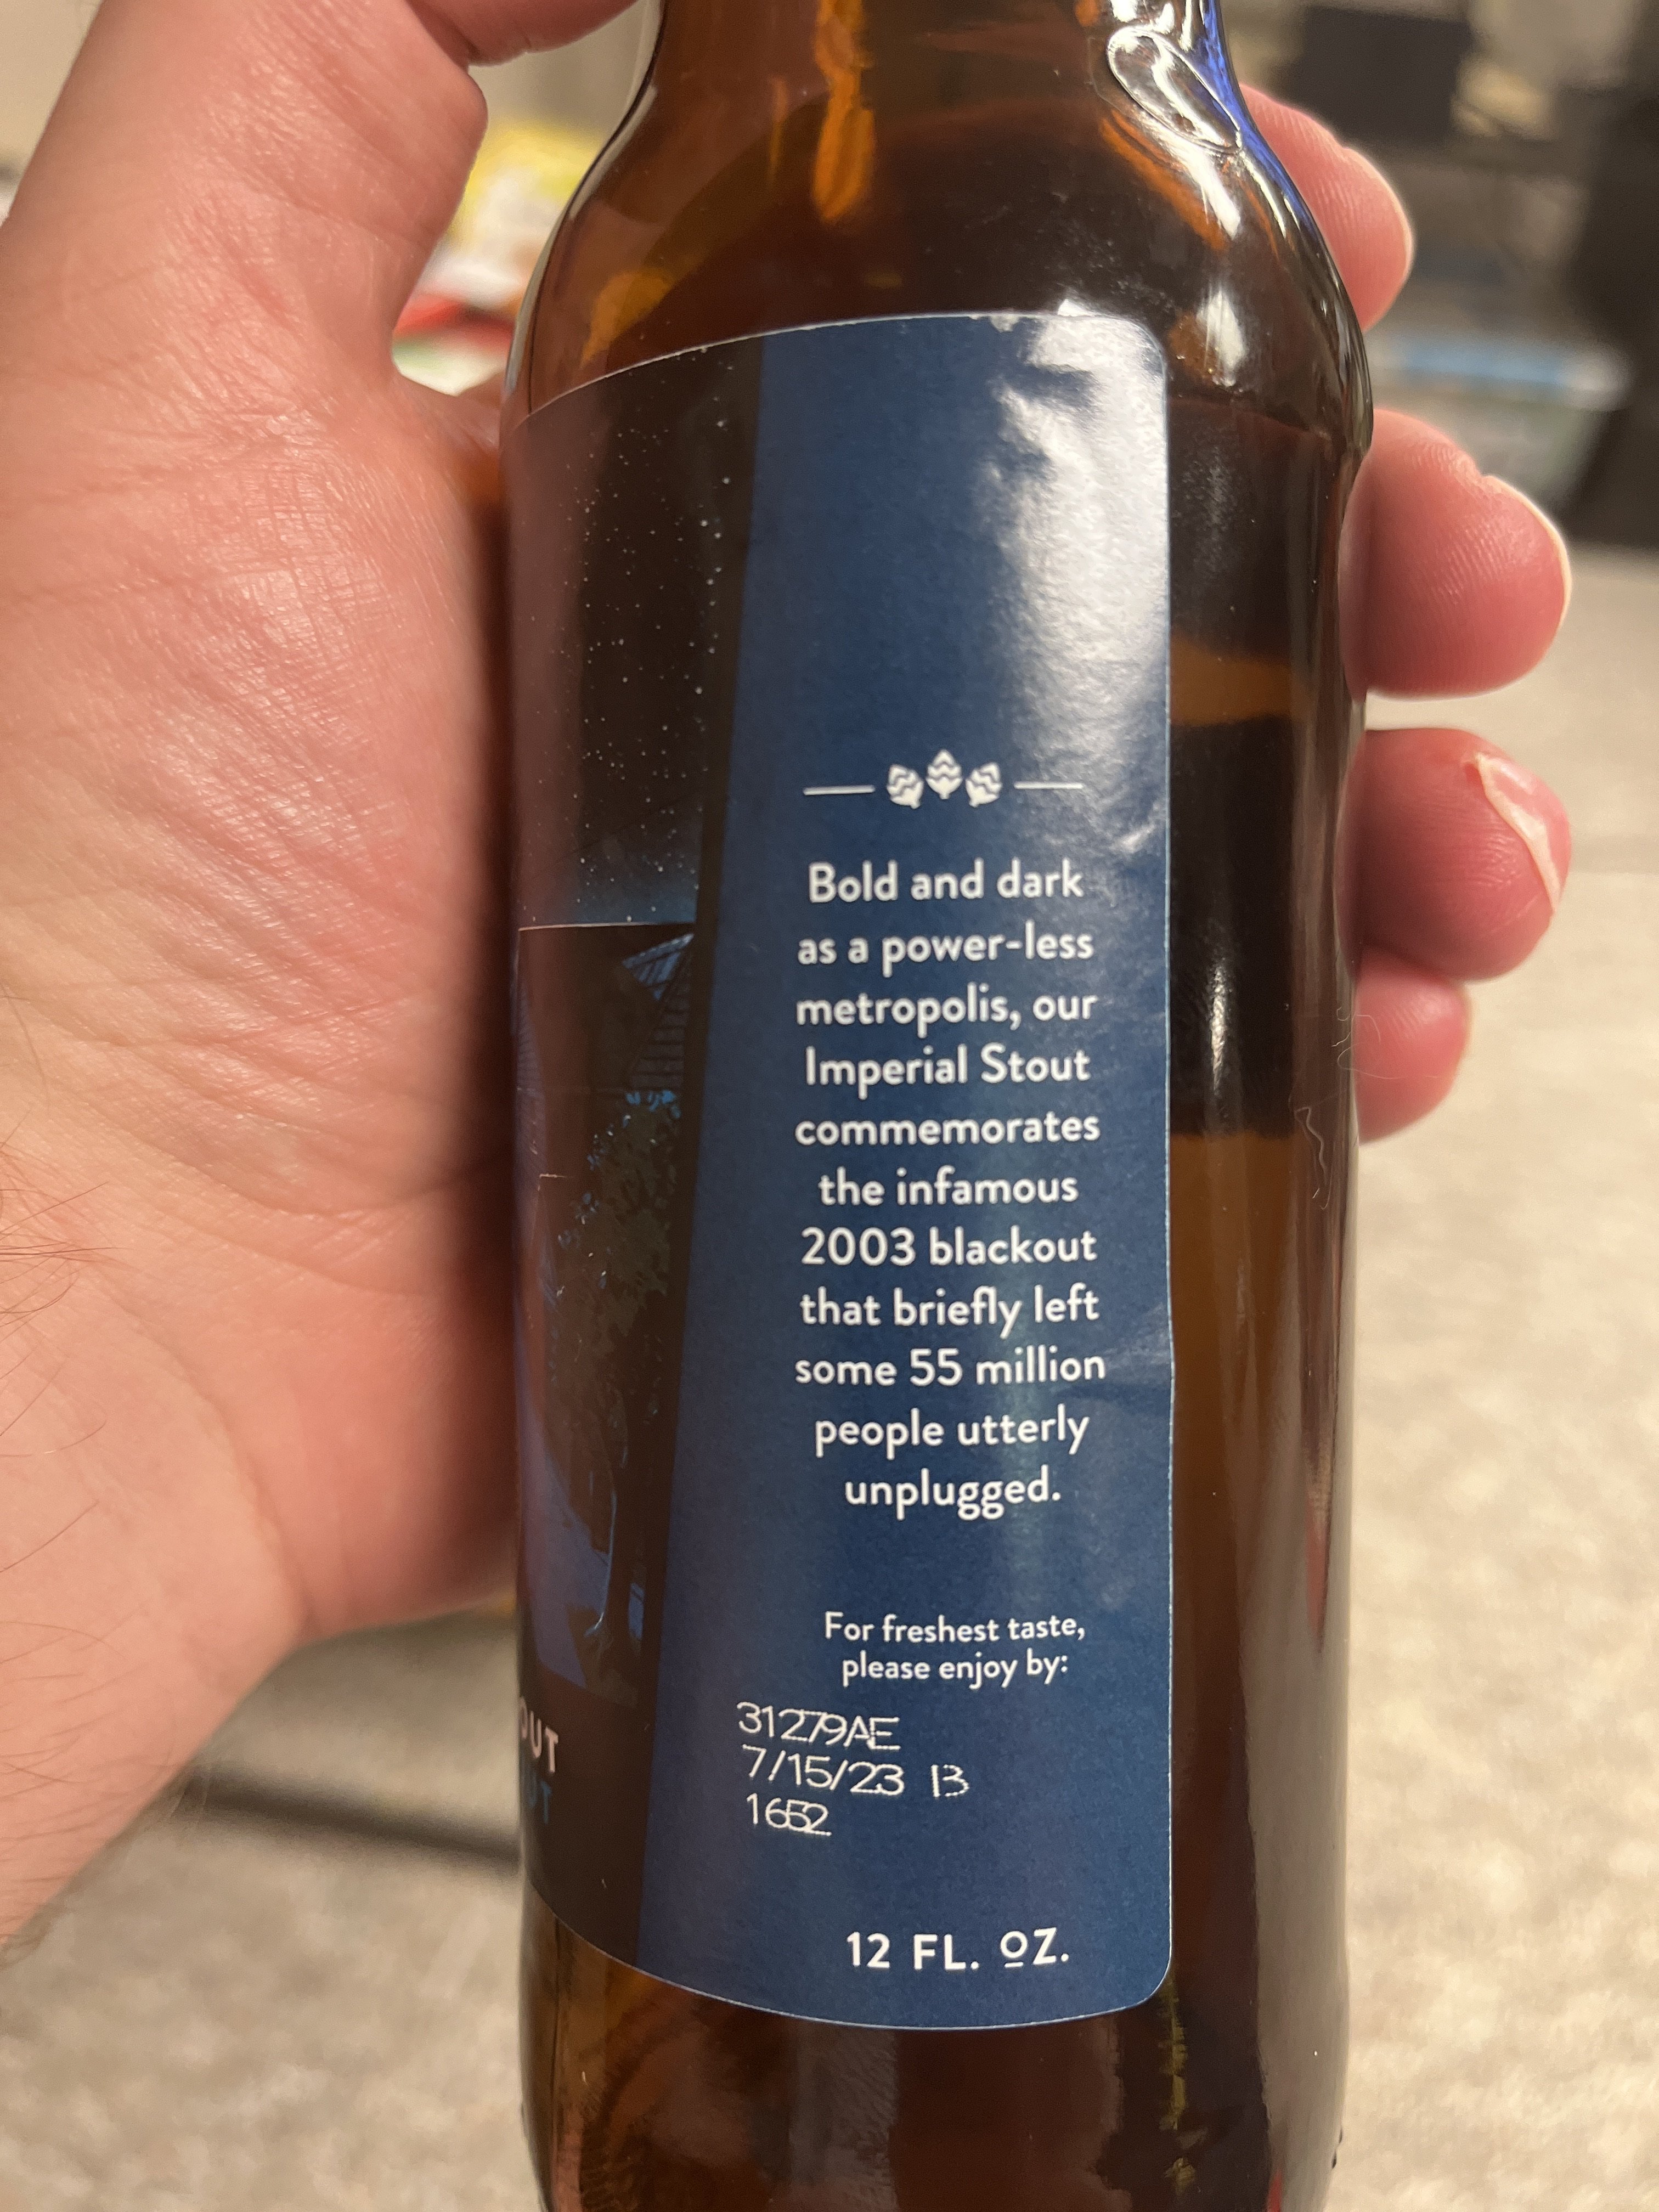 Bold and dark
as a power-less
metropolis, our
Imperial Stout
commemorates
the infamous
2003 blackout
that briefly left
some 55 million
people utterly
unplugged.
For freshest taste,
please enjoy by:
31279AE
7/15/23 B
1652
12 FL. OZ.